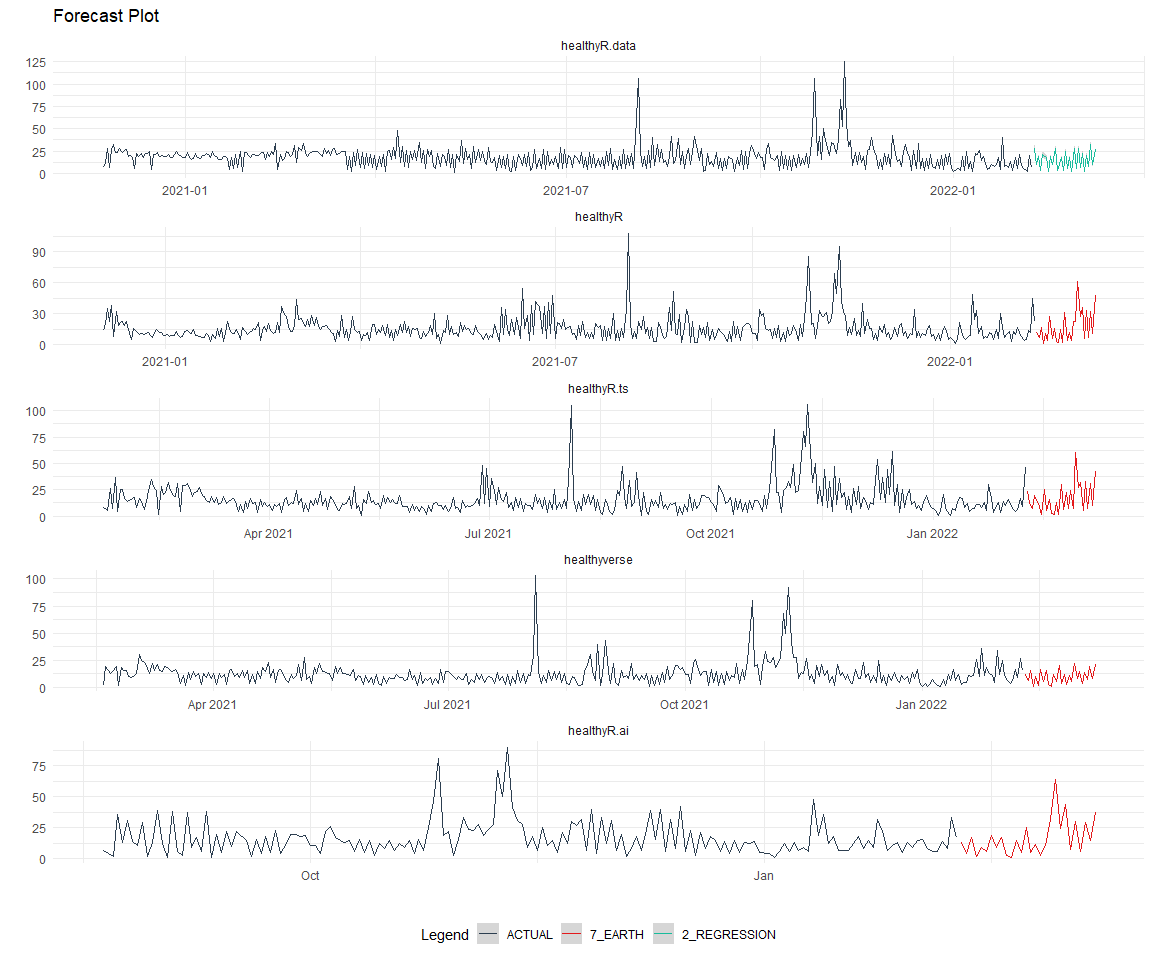 Forecast Plot
healthyR.data
125
100
75
50
25
0
2021-01 2021-07 2022-01
healthyR
90
60
30
0
2021-01 2021-07 2022-01
healthyR.ts
100
75
50
25
0
Apr 2021 Jul 2021 Oct 2021 Jan 2022
healthyverse
100
75
50
25
0
Apr 2021 Jul 2021 Oct 2021 Jan 2022
healthyR.ai
75
50
25
0
Oct Jan
Legend ACTUAL 7_EARTH 2_REGRESSION